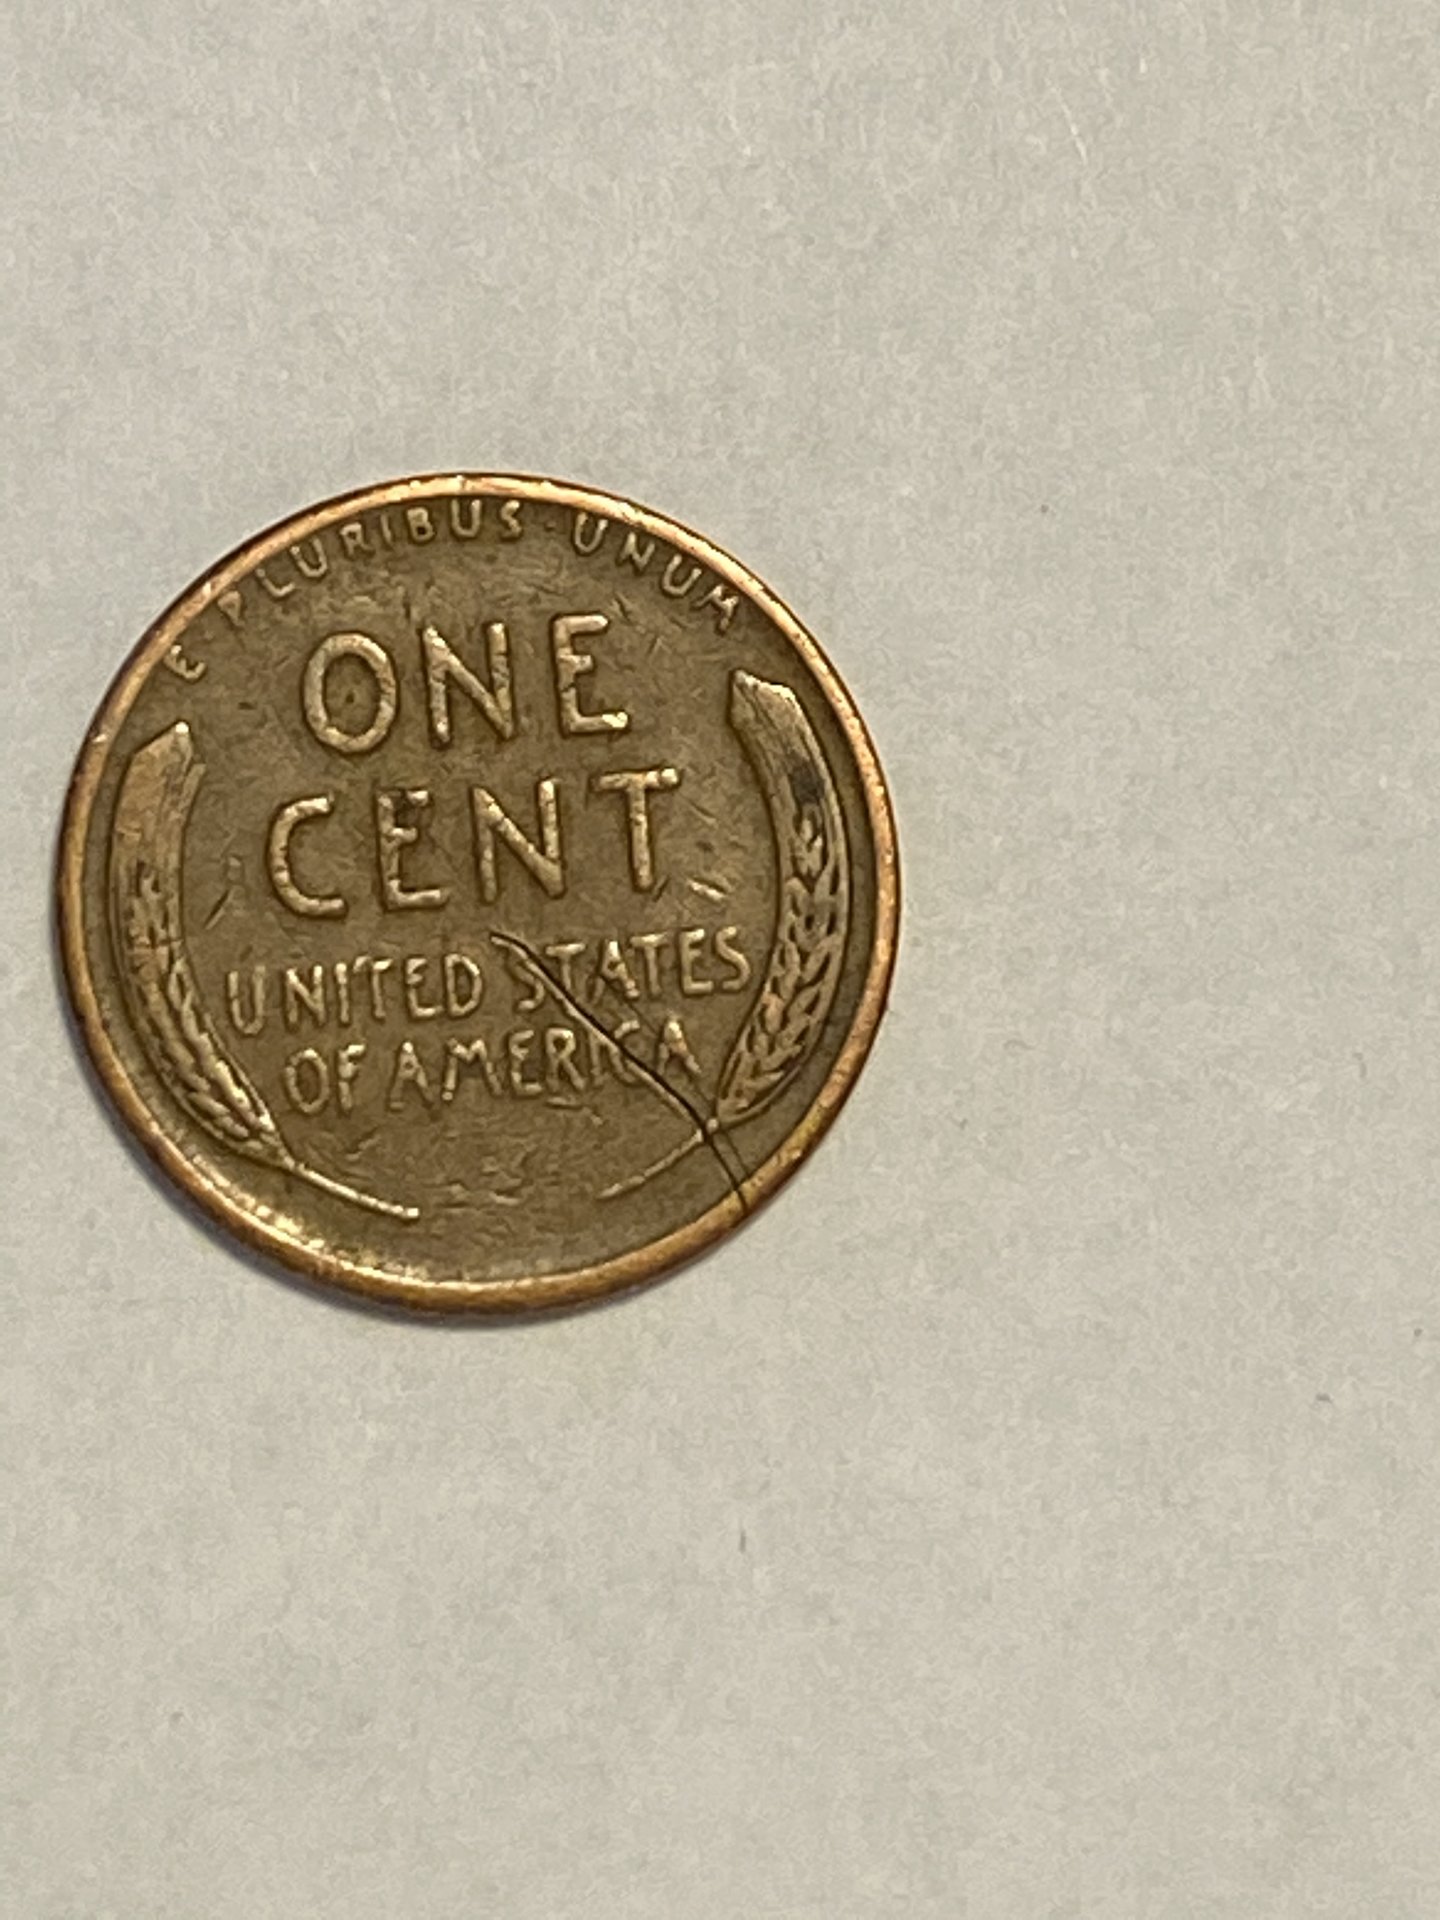 E PLURIBUS · UNUM
ONE
CENT
UNITED STATES
OF AMERICA